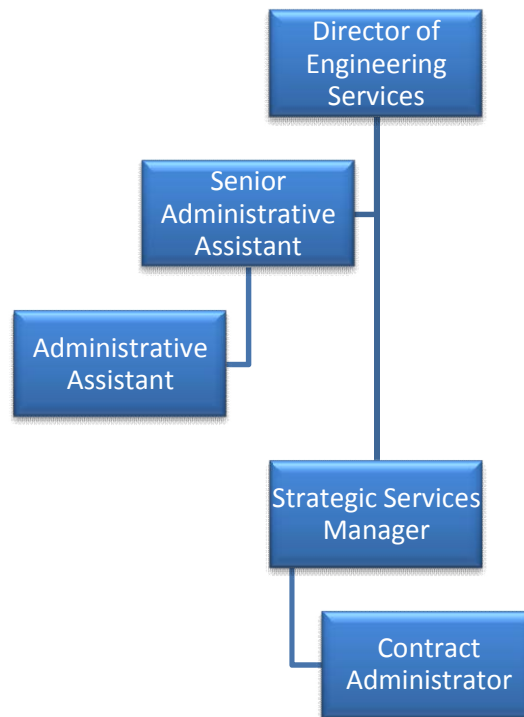 Director of
Engineering
Services
Senior
Administrative
Assistant
Administrative
Assistant
Strategic Services
Manager
Contract
Administrator